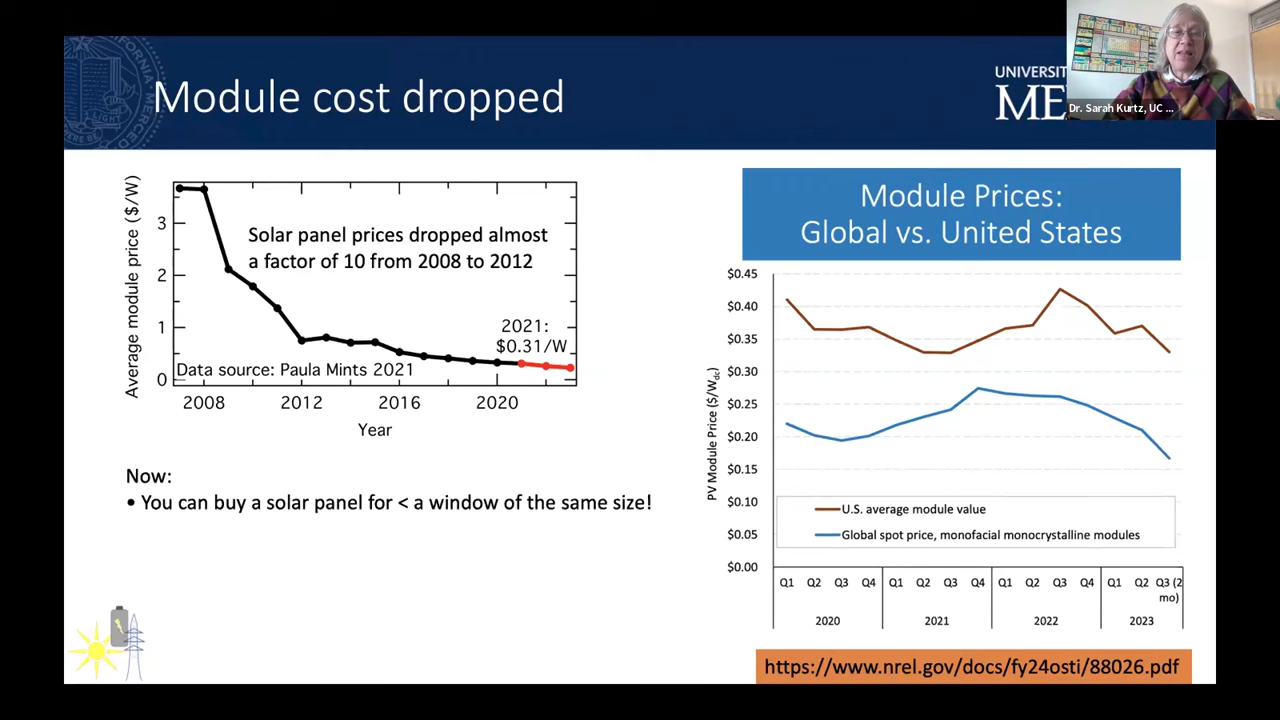 Module cost dropped
UNIVERSIT
ME
Dr. Sarah Kurtz, UC ...
Average module price ($/W)
3
2
1
0
Solar panel prices dropped almost
a factor of 10 from 2008 to 2012
2021:
$0.31/W
Data source: Paula Mints 2021
2008 2012 2016 2020
Year
Now:
• You can buy a solar panel for < a window of the same size!
Module Prices:
Global vs. United States
PV Module Price ($/Wdc)
$0.45
$0.40
$0.35
$0.30
$0.25
$0.20
$0.15
$0.10
$0.05
$0.00
U.S. average module value
Global spot price, monofacial monocrystalline modules
Q1 Q2 Q3 Q4 Q1 Q2 Q3 Q4 Q1 Q2 Q3 Q4 Q1 Q2 Q3 (2
mo)
2020 2021 2022 2023
https://www.nrel.gov/docs/fy24osti/88026.pdf